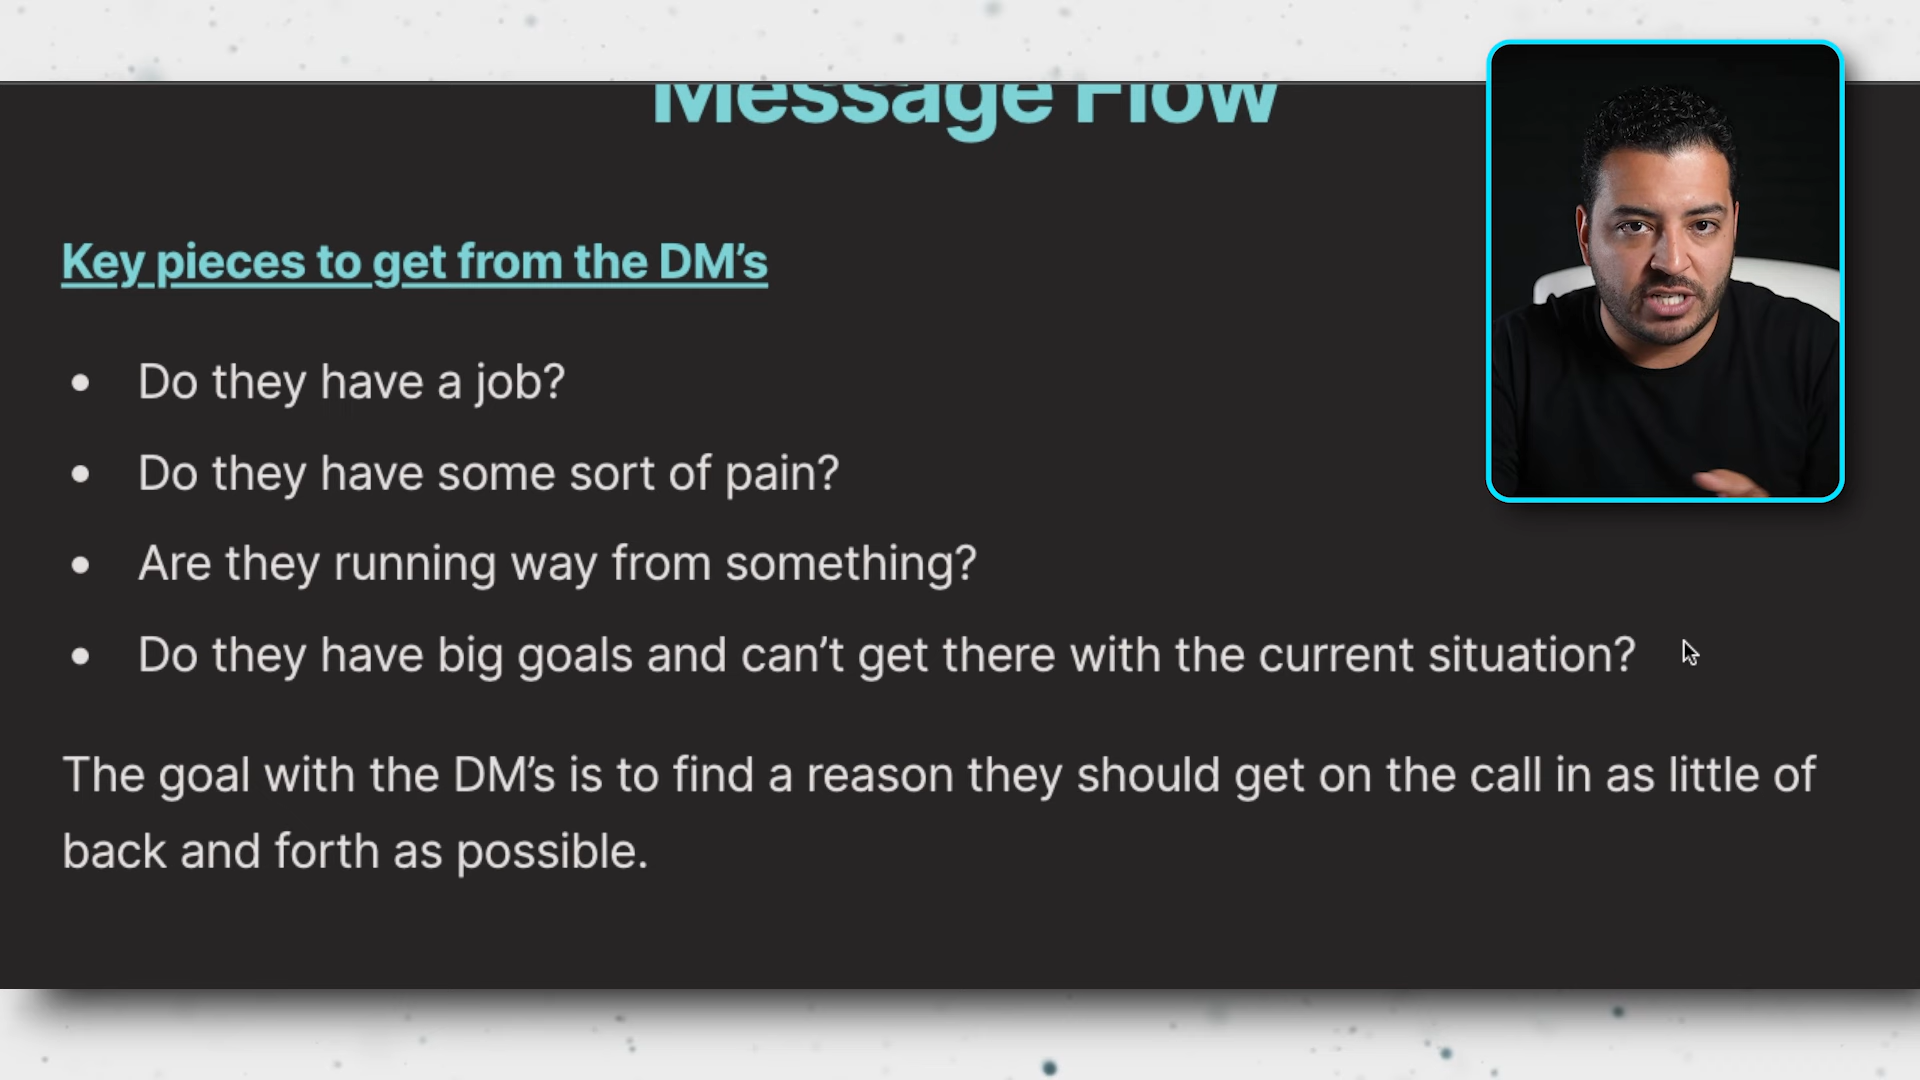 Message Flow
Key pieces to get from the DM’s
• Do they have a job?
• Do they have some sort of pain?
• Are they running way from something?
• Do they have big goals and can’t get there with the current situation?
The goal with the DM’s is to find a reason they should get on the call in as little of
back and forth as possible.